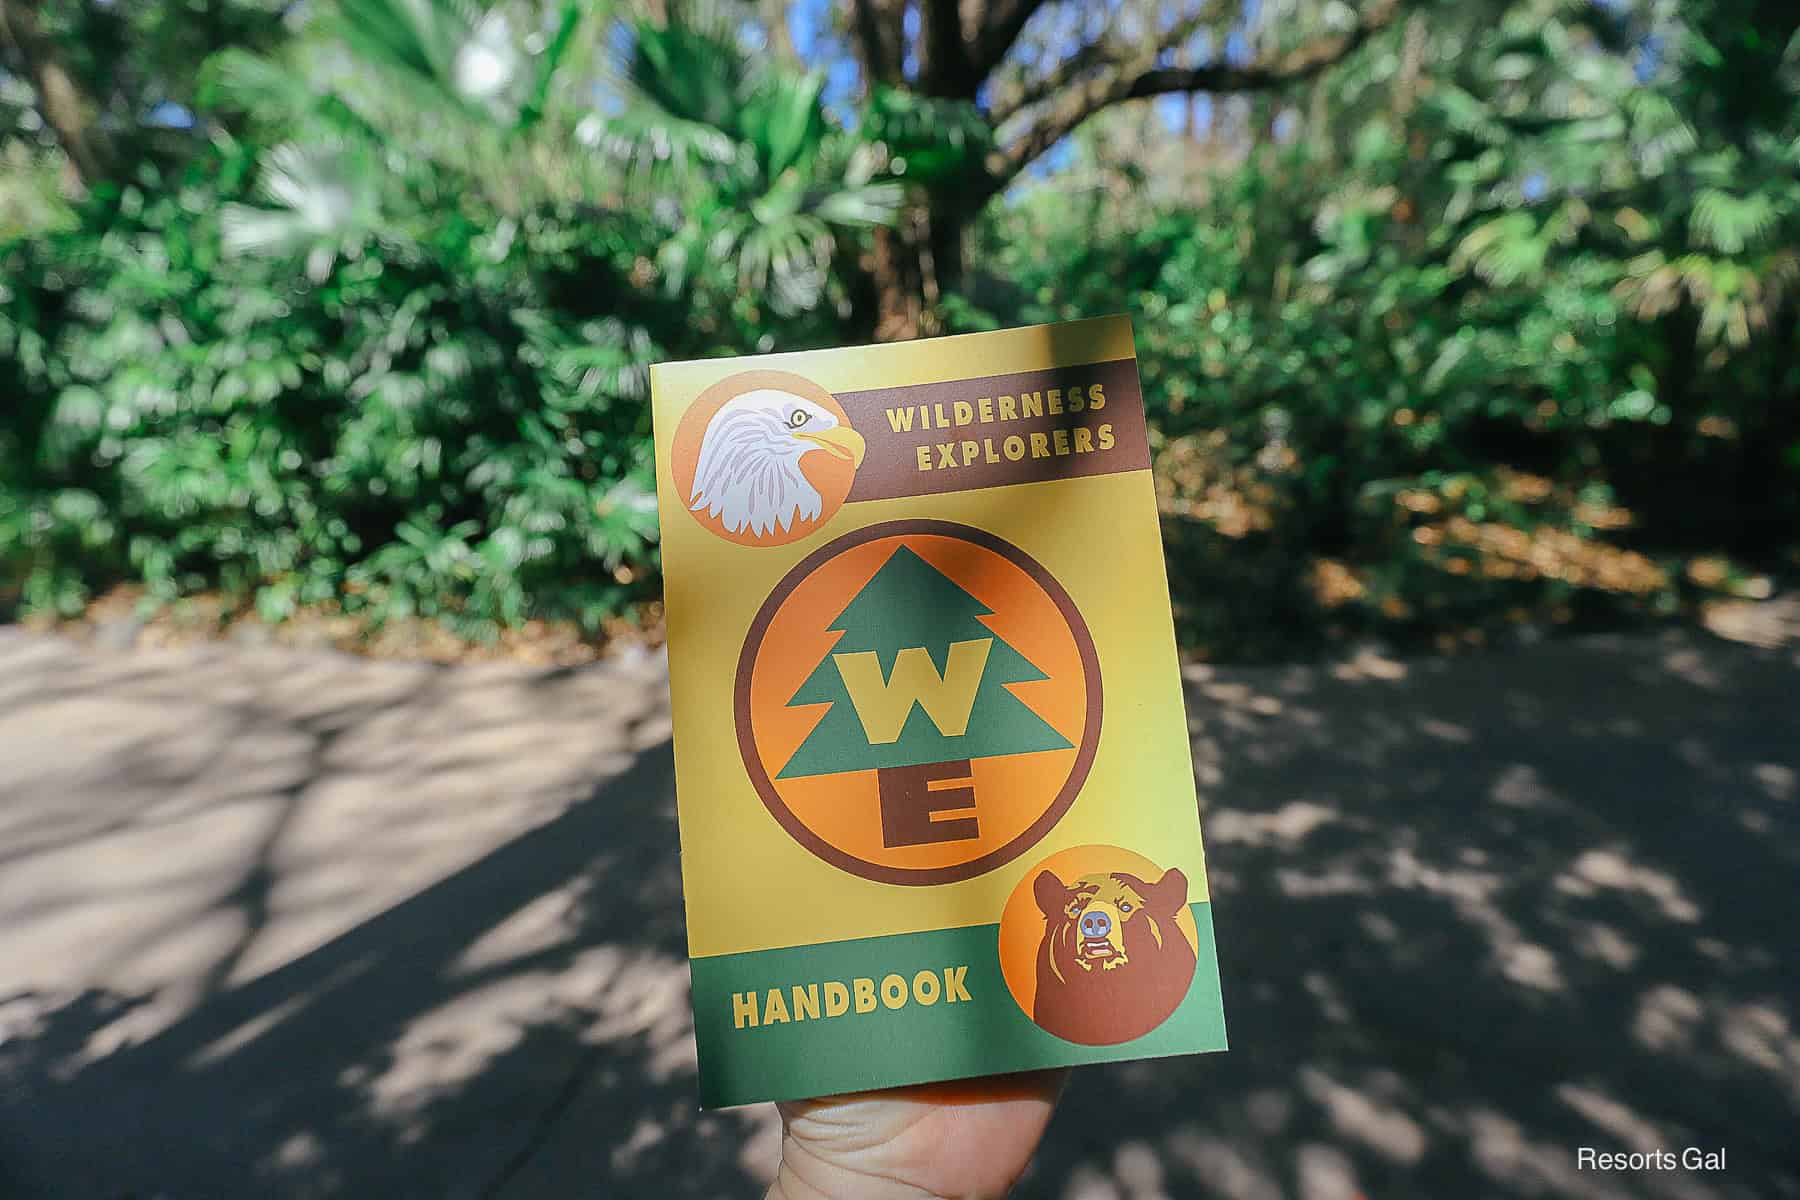 WILDERNESS
EXPLORERS
W
E
HANDBOOK
Resorts Gal